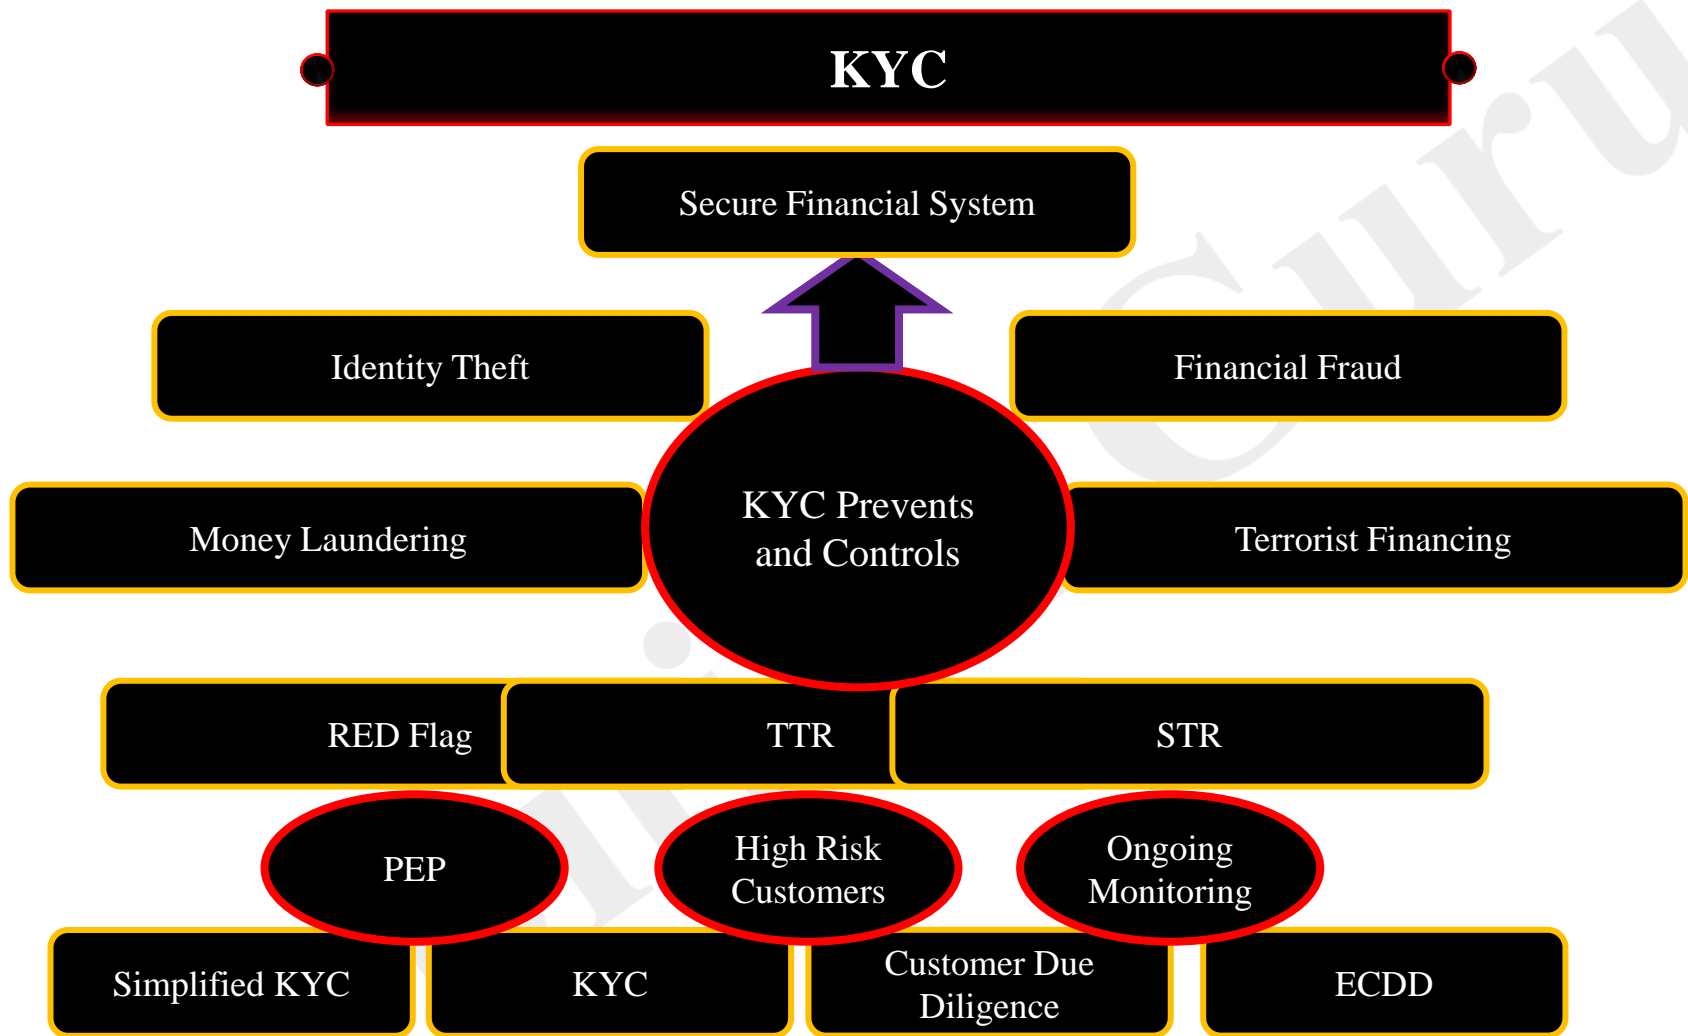 KYC
Secure Financial System
Identity Theft
Financial Fraud
KYC Prevents
and Controls
Money Laundering
Terrorist Financing
RED Flag
TTR
STR
PEP
High Risk
Customers
Ongoing
Monitoring
Simplified KYC
KYC
Customer Due
Diligence
ECDD